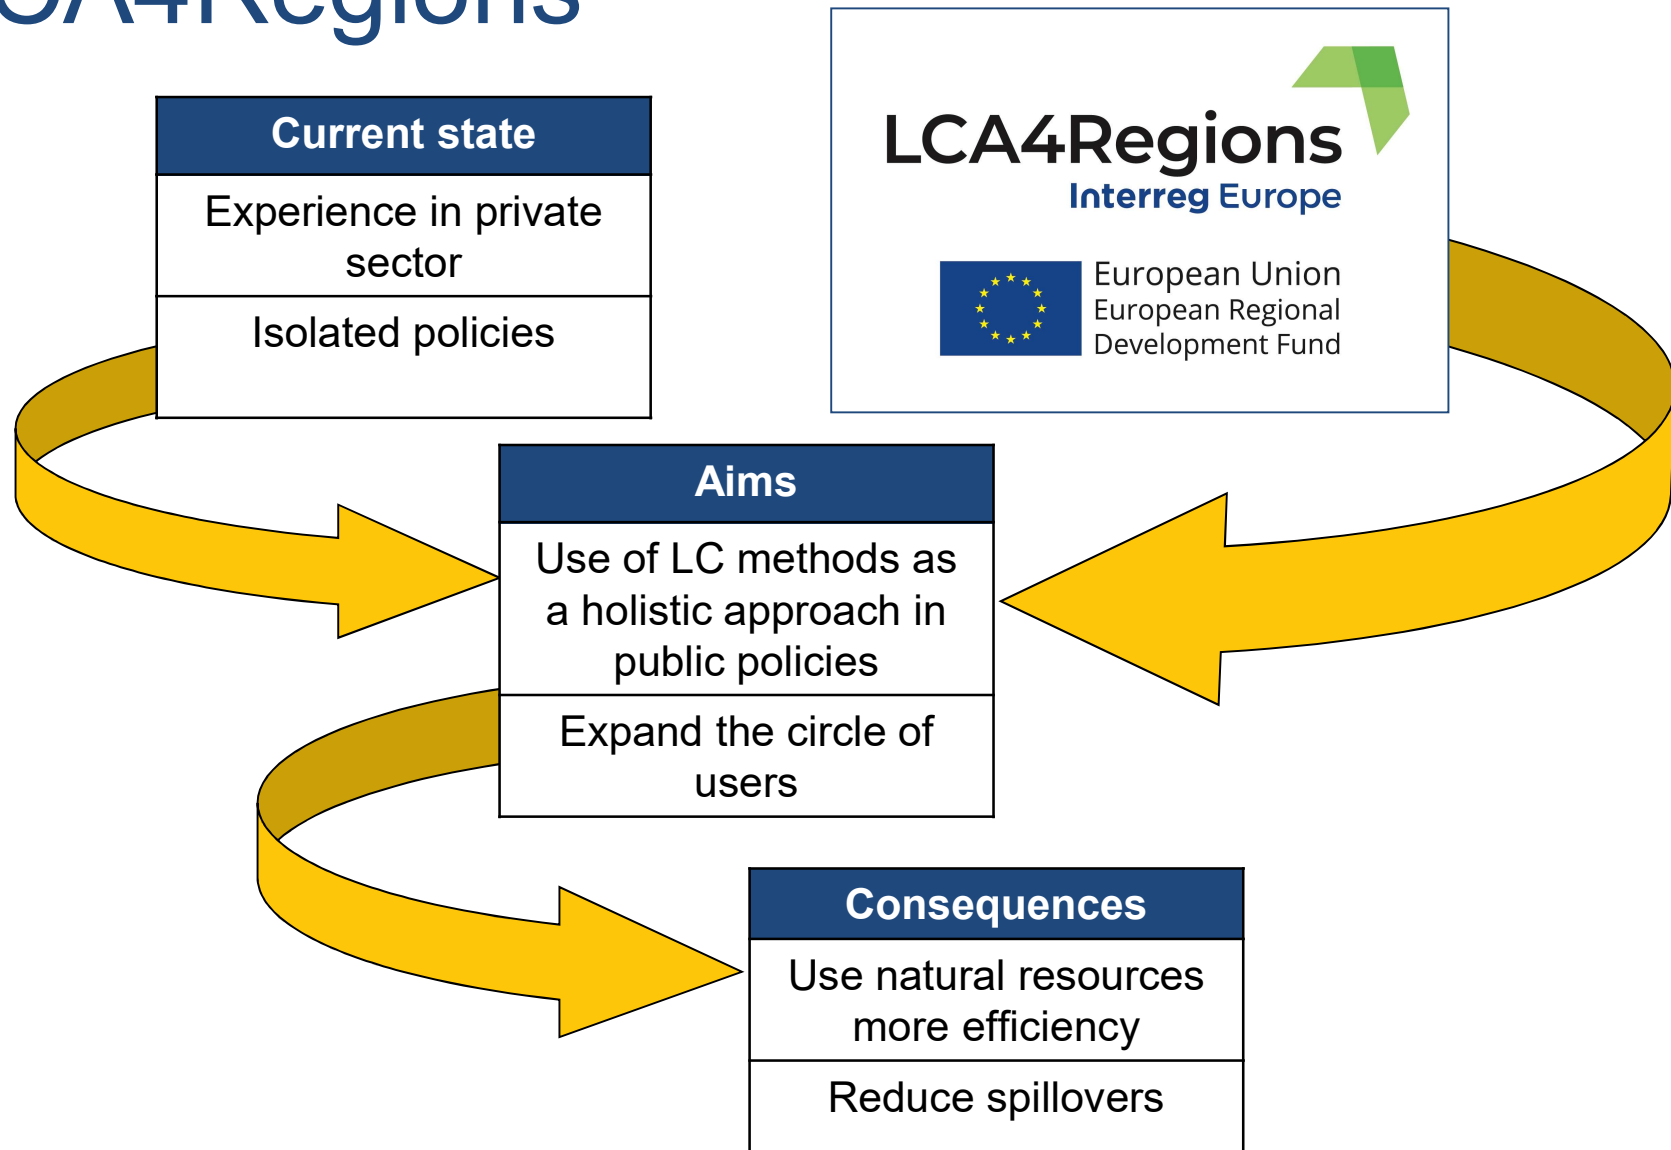 CA4Regions
Current state
Experience in private
sector
Isolated policies
LCA4Regions
Interreg Europe
European Union
European Regional
Development Fund
Aims
Use of LC methods as
a holistic approach in
public policies
Expand the circle of
users
Consequences
Use natural resources
more efficiency
Reduce spillovers